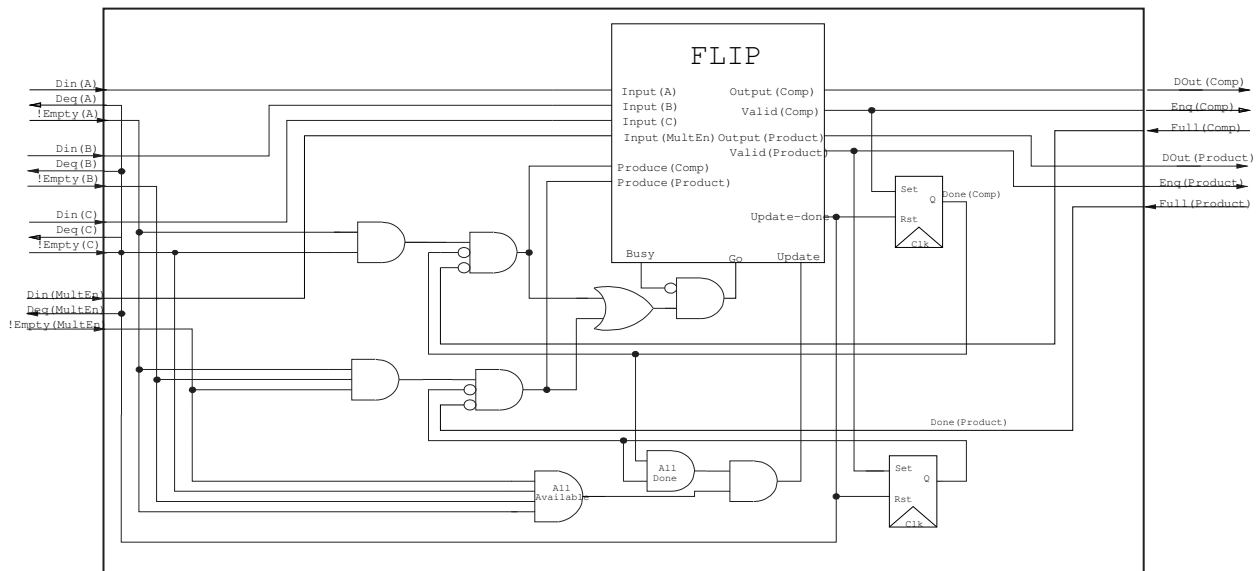 FLIP
Din(A)
Deq(A)
!Empty(A)
Din(B)
Deq(B)
!Empty(B)
Din(C)
Deq(C)
!Empty(C)
Din(MultEn)
Deq(MultEn)
!Empty(MultEn)
Input(A)
Input(B)
Input(C)
Input(MultEn)
Produce(Comp)
Produce(Product)
Output(Comp)
Valid(Comp)
Output(Product)
Valid(Product)
Update-done
Busy
Go
Update
DOut(Comp)
Enq(Comp)
Full(Comp)
DOut(Product)
Enq(Product)
Full(Product)
Set
Q
Rst
Clk
Done(Comp)
Done(Product)
All
Done
All
Available
Set
Q
Rst
Clk